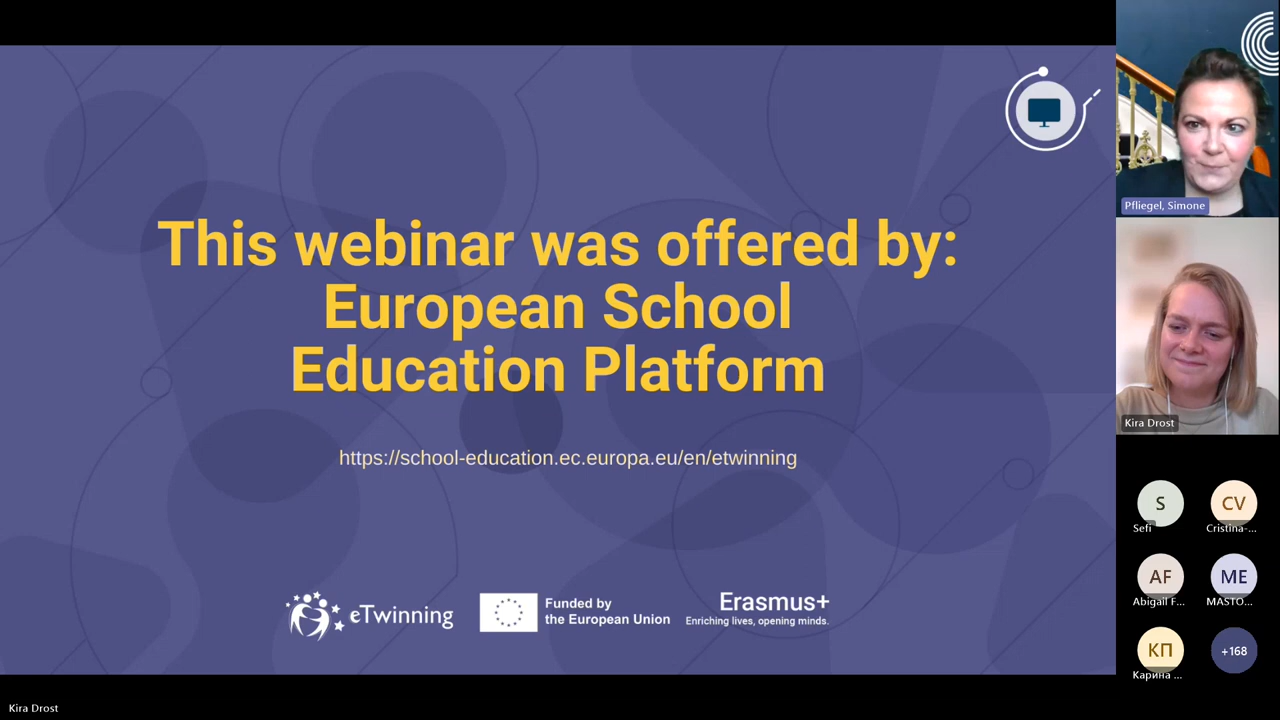 This webinar was offered by:
European School
Education Platform
https://school-education.ec.europa.eu/en/etwinning
eTwinning
Funded by
the European Union
Erasmus+
Enriching lives, opening minds.
Pfliegel, Simone
Kira Drost
S
CV
Sefi
Cristina-...
AF
ME
Abigail F...
MASTO...
КП
+168
Карина ...
Kira Drost